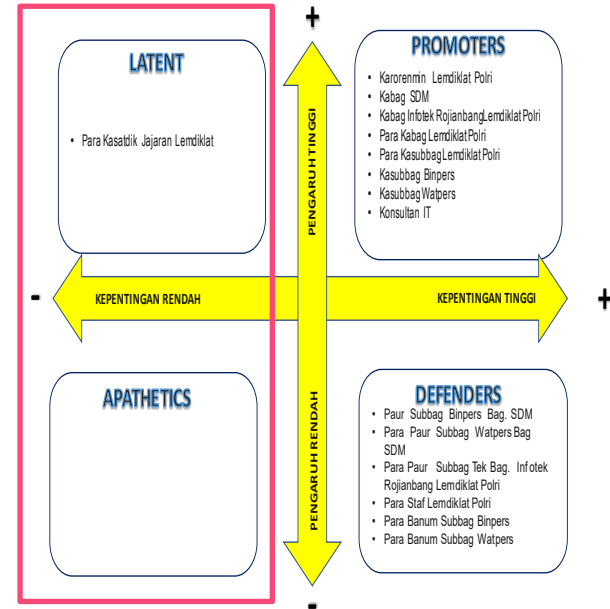 +
LATENT
• Para Kasatdik Jajaran Lemdiklat
PROMOTERS
• Karorenmin Lemdiklat Polri
• Kabag SDM
• Kabag Infotek Rojianbang Lemdiklat Polri
• Para Kabag Lemdiklat Polri
• Para Kasubbag Lemdiklat Polri
• Kasubbag Binpers
• Kasubbag Watpers
• Konsultan IT
PENGARUH TINGGI
-
KEPENTINGAN RENDAH
KEPENTINGAN TINGGI
+
PENGARUH RENDAH
APATHETICS
DEFENDERS
• Paur Subbag Binpers Bag. SDM
• Para Paur Subbag Watpers Bag
SDM
• Para Paur Subbag Tek Bag. Infotek
Rojianbang Lemdiklat Polri
• Para Staf Lemdiklat Polri
• Para Banum Subbag Binpers
• Para Banum Subbag Watpers
-